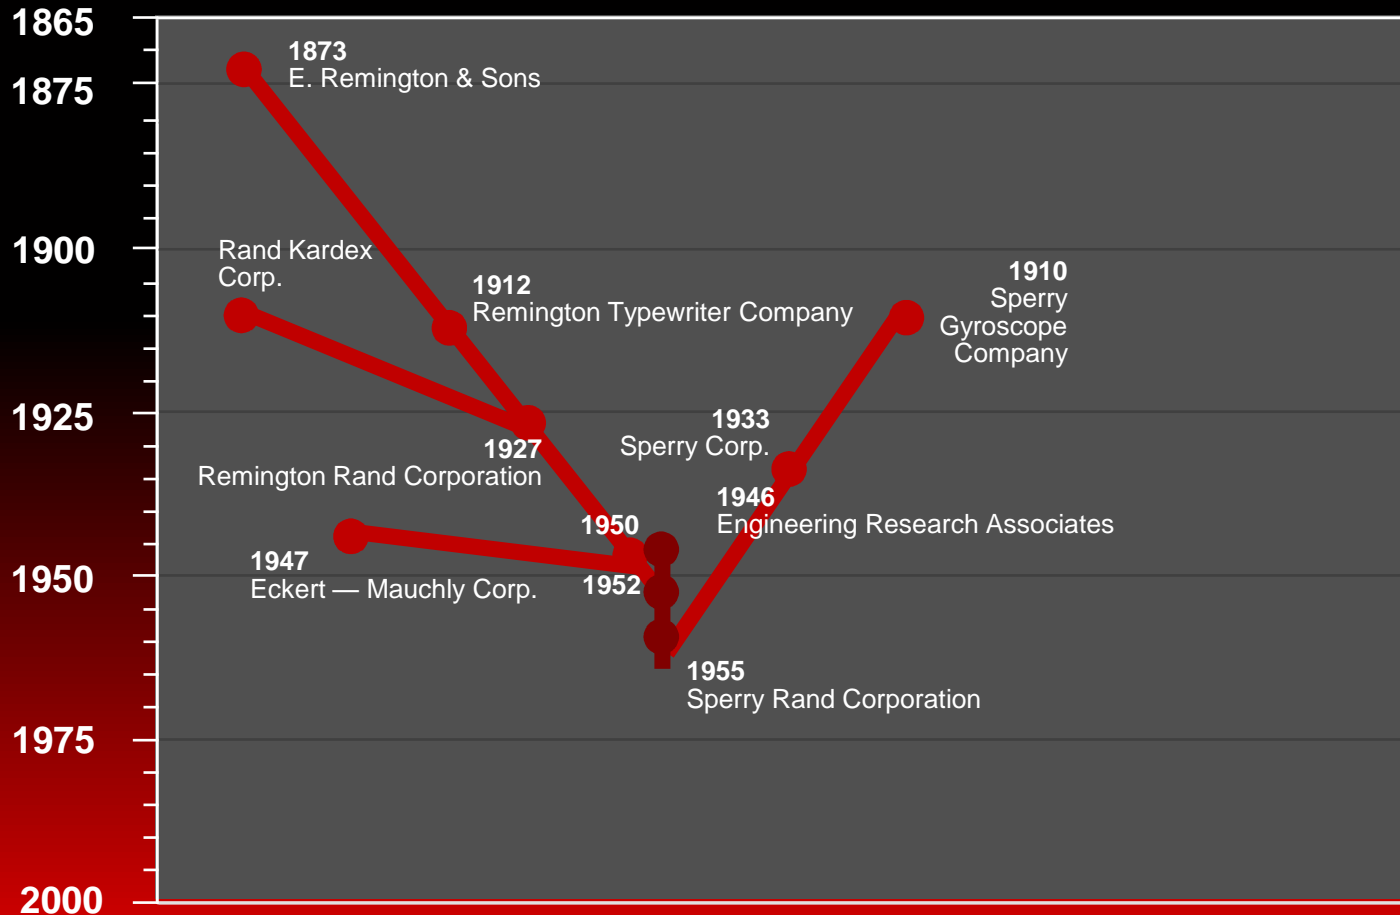 1865
1873
E. Remington & Sons
1875
1900
Rand Kardex
Corp.
1910
Sperry
Gyroscope
Company
1912
Remington Typewriter Company
1925
1933
Sperry Corp.
1927
Remington Rand Corporation
1946
Engineering Research Associates
1950
1947
Eckert — Mauchly Corp.
1950
1952
1955
Sperry Rand Corporation
1975
2000